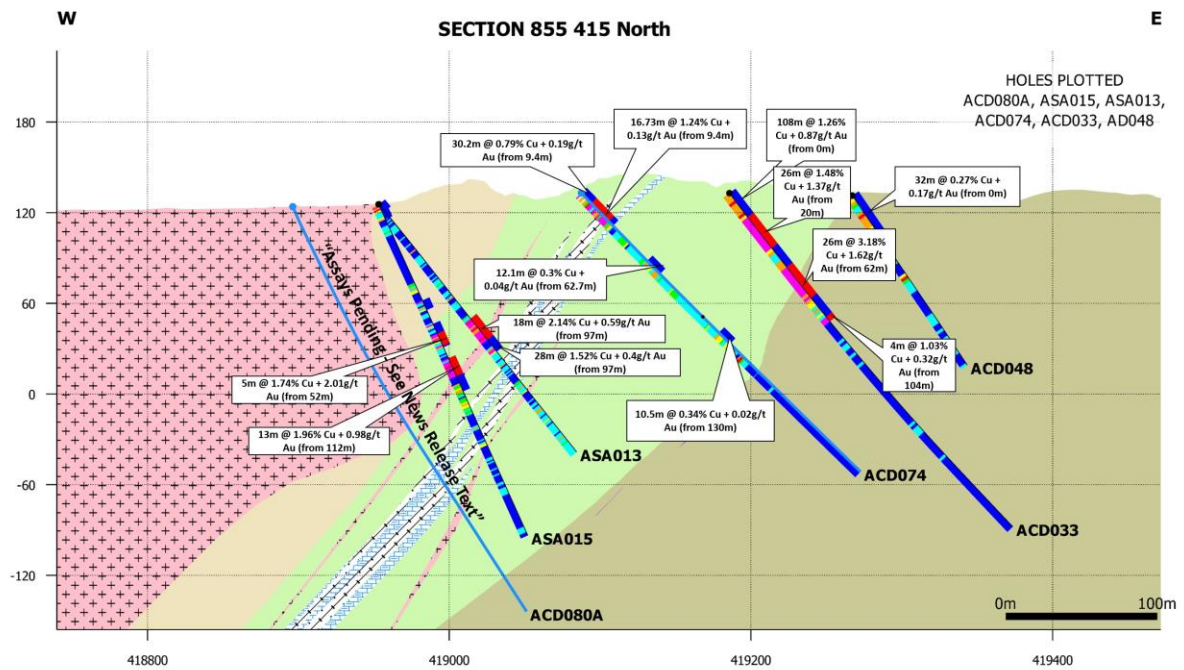 W
E
SECTION 855 415 North
HOLES PLOTTED
ACD080A, ASA015, ASA013,
ACD074, ACD033, AD048
180
120
60
0
-60
-120
30.2m @ 0.79% Cu + 0.19g/t
Au (from 9.4m)
16.73m @ 1.24% Cu +
0.13g/t Au (from 9.4m)
108m @ 1.26%
Cu + 0.87g/t Au
(from 0m)
26m @ 1.48%
Cu + 1.37g/t
Au (from
20m)
32m @ 0.27% Cu +
0.17g/t Au (from 0m)
26m @ 3.18%
Cu + 1.62g/t
Au (from 62m)
12.1m @ 0.3% Cu +
0.04g/t Au (from 62.7m)
18m @ 2.14% Cu + 0.59g/t Au
(from 97m)
28m @ 1.52% Cu + 0.4g/t Au
(from 97m)
4m @ 1.03%
Cu + 0.32g/t
Au (from
104m)
5m @ 1.74% Cu + 2.01g/t
Au (from 52m)
13m @ 1.96% Cu + 0.98g/t
Au (from 112m)
10.5m @ 0.34% Cu + 0.02g/t
Au (from 130m)
"Assays Pending - See News Release Text"
ACD048
ASA013
ACD074
ACD033
ASA015
ACD080A
0m
100m
418800
419000
419200
419400